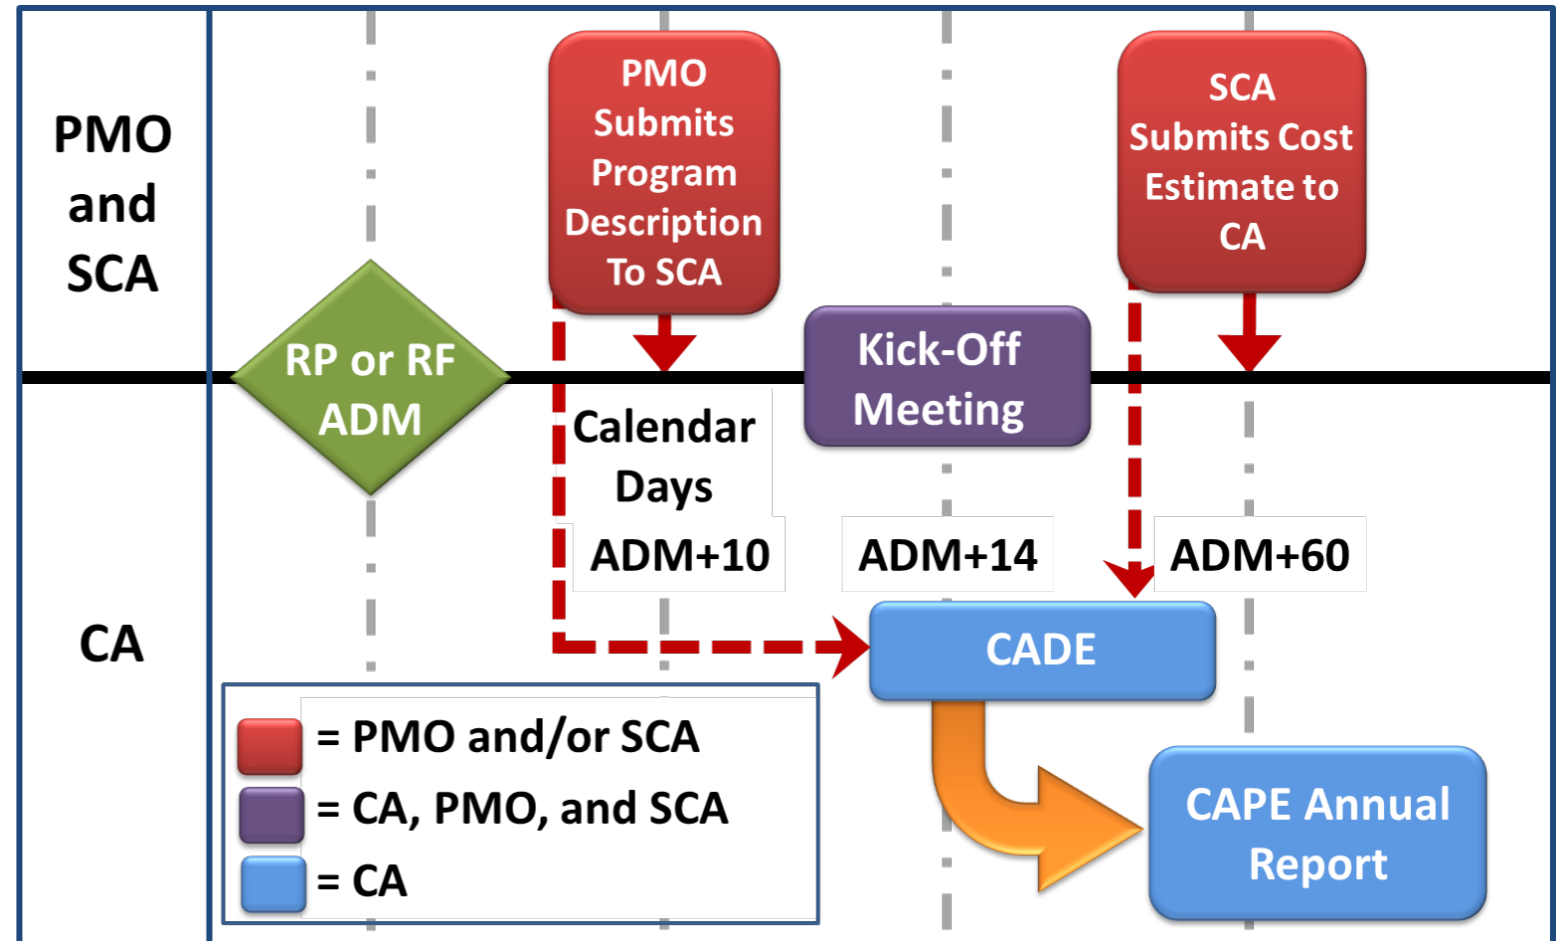 PMO
and
SCA
PMO
Submits
Program
Description
To SCA
SCA
Submits Cost
Estimate to
CA
RP or RF
ADM
Kick-Off
Meeting
Calendar
Days
ADM+10
ADM+14
ADM+60
CA
CADE
CAPE Annual
Report
= PMO and/or SCA
= CA, PMO, and SCA
= CA